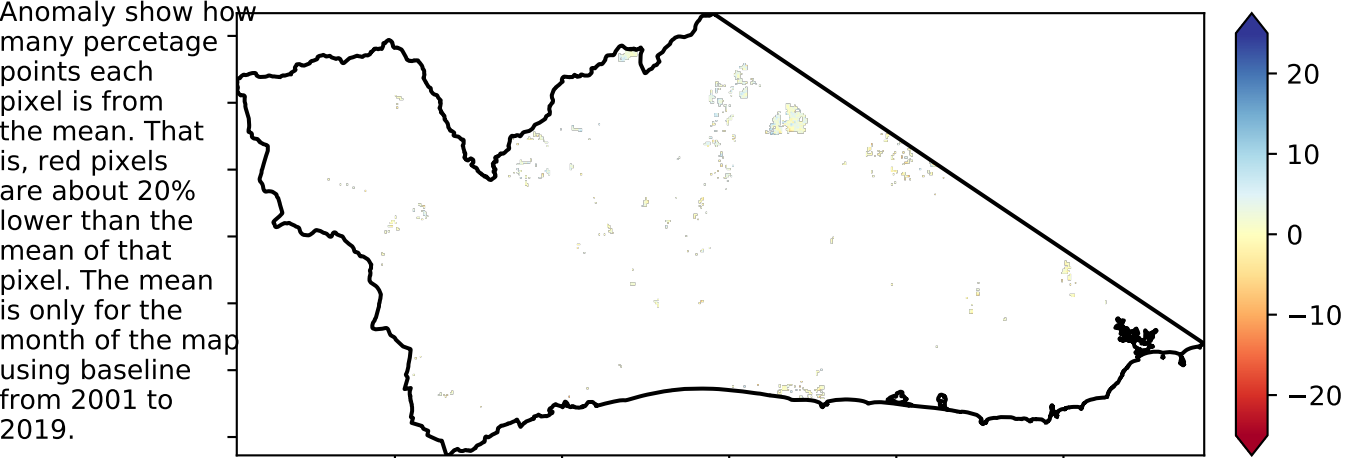 Anomaly show how
many percetage
points each
pixel is from
the mean. That
is, red pixels
are about 20%
lower than the
mean of that
pixel. The mean
is only for the
month of the map
using baseline
from 2001 to
2019.
20
10
0
−10
−20